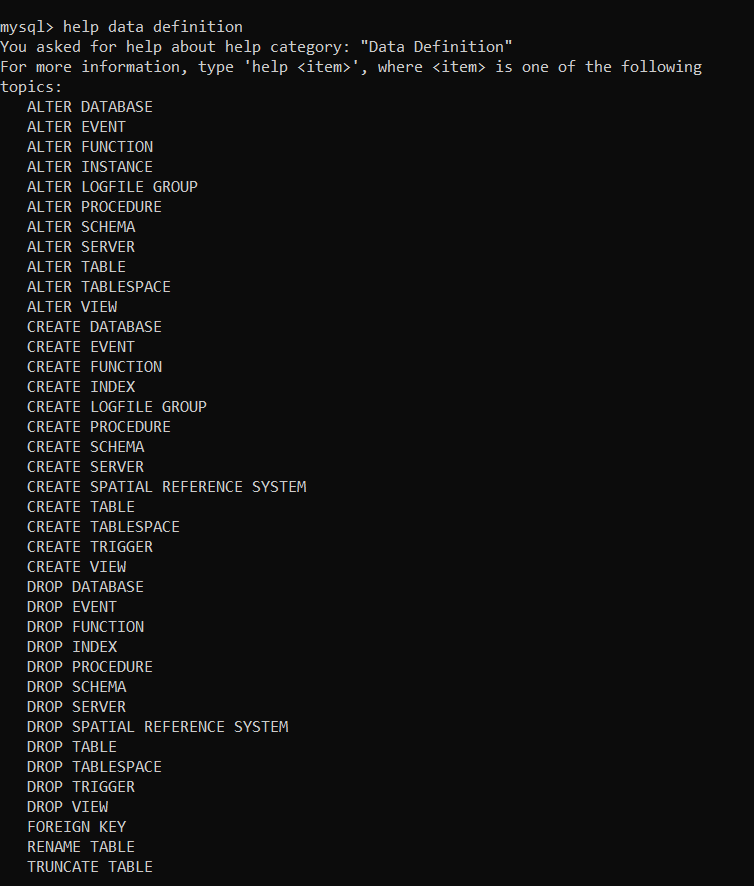 mysql> help data definition
You asked for help about help category: "Data Definition"
For more information, type 'help <item>', where <item> is one of the following
topics:
ALTER DATABASE
ALTER EVENT
ALTER FUNCTION
ALTER INSTANCE
ALTER LOGFILE GROUP
ALTER PROCEDURE
ALTER SCHEMA
ALTER SERVER
ALTER TABLE
ALTER TABLESPACE
ALTER VIEW
CREATE DATABASE
CREATE EVENT
CREATE FUNCTION
CREATE INDEX
CREATE LOGFILE GROUP
CREATE PROCEDURE
CREATE SCHEMA
CREATE SERVER
CREATE SPATIAL REFERENCE SYSTEM
CREATE TABLE
CREATE TABLESPACE
CREATE TRIGGER
CREATE VIEW
DROP DATABASE
DROP EVENT
DROP FUNCTION
DROP INDEX
DROP PROCEDURE
DROP SCHEMA
DROP SERVER
DROP SPATIAL REFERENCE SYSTEM
DROP TABLE
DROP TABLESPACE
DROP TRIGGER
DROP VIEW
FOREIGN KEY
RENAME TABLE
TRUNCATE TABLE